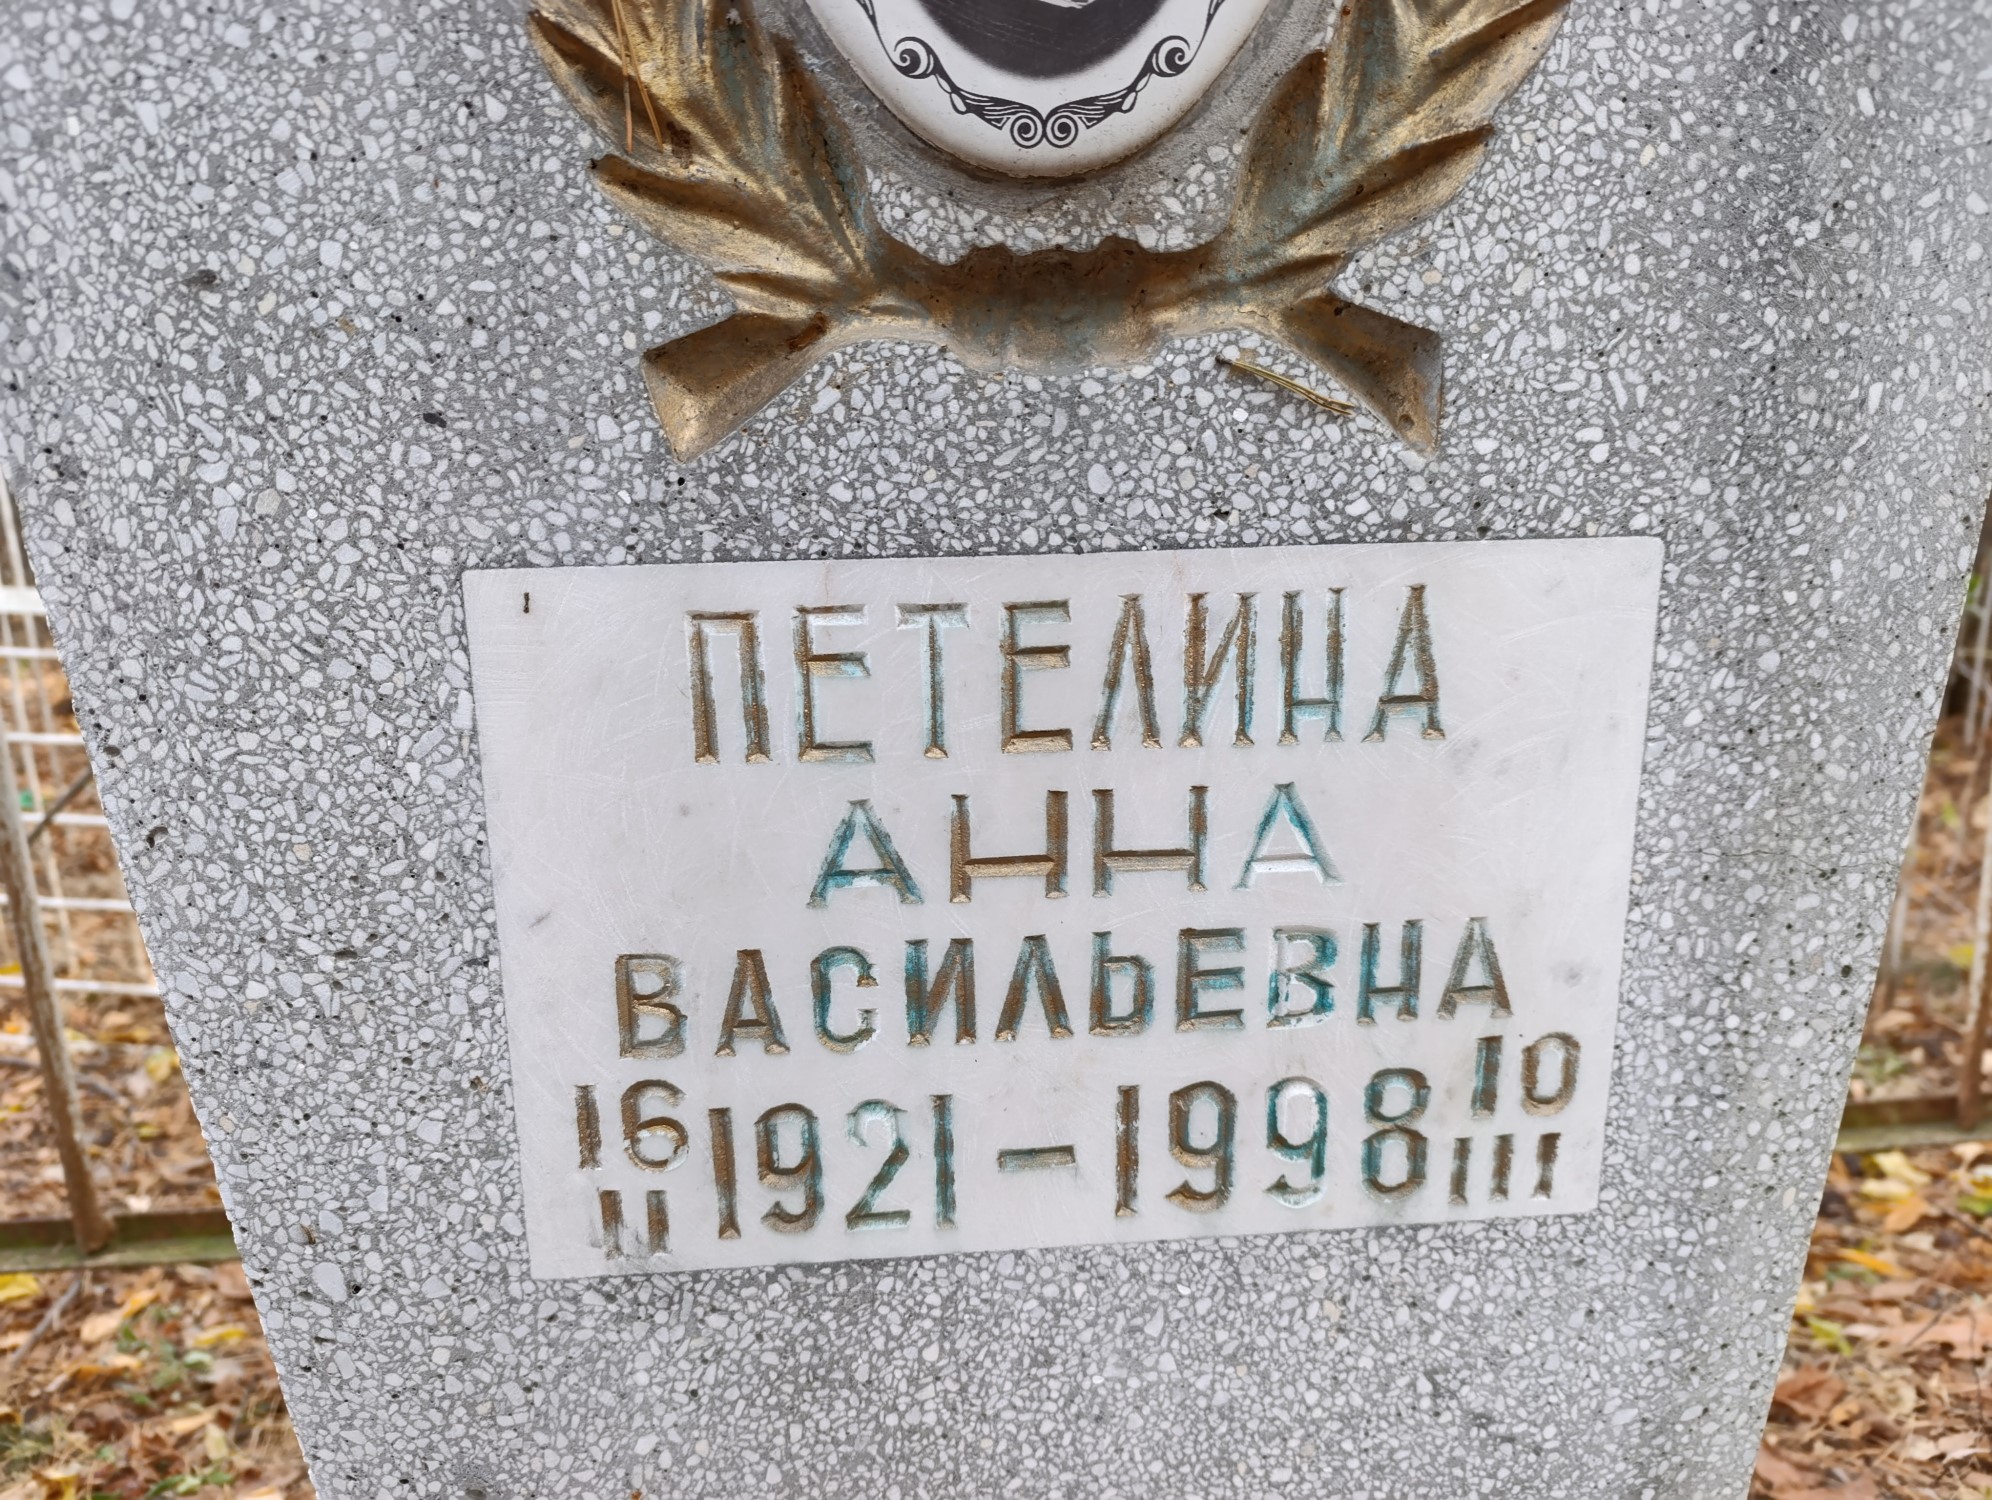 ПЕТЕЛИНА
АННА
ВАСИЛЬЕВНА
16/II 1921 – 1998 10/III